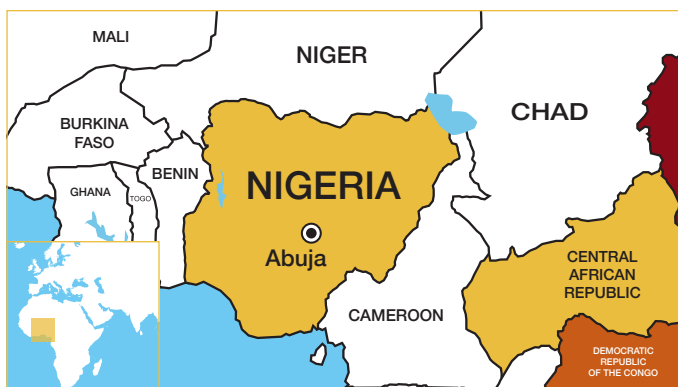 MALI
NIGER
CHAD
BURKINA
FASO
BENIN
GHANA
TOGO
NIGERIA
Abuja
CENTRAL
AFRICAN
REPUBLIC
CAMEROON
DEMOCRATIC
REPUBLIC
OF THE CONGO